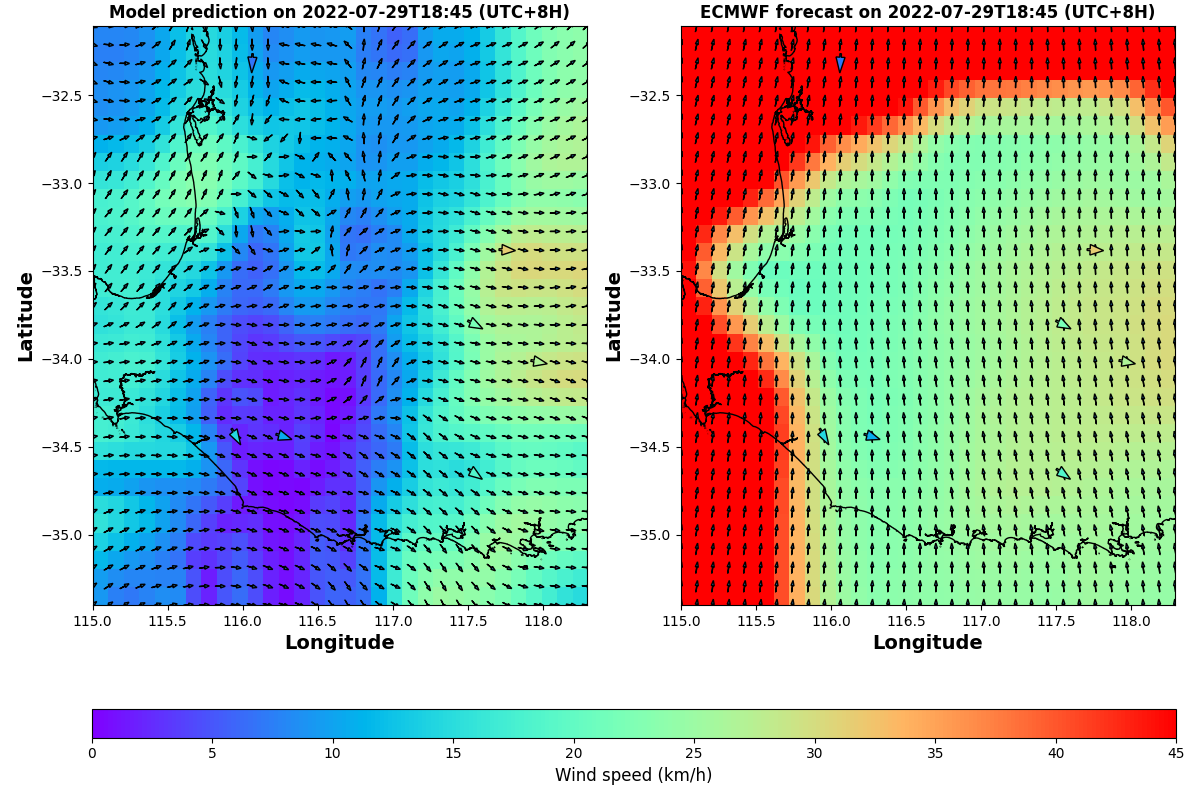 Model prediction on 2022-07-29T18:45 (UTC+8H)
ECMWF forecast on 2022-07-29T18:45 (UTC+8H)
Latitude
−32.5
−33.0
−33.5
−34.0
−34.5
−35.0
115.0 115.5 116.0 116.5 117.0 117.5 118.0
Longitude
Latitude
−32.5
−33.0
−33.5
−34.0
−34.5
−35.0
115.0 115.5 116.0 116.5 117.0 117.5 118.0
Longitude
0 5 10 15 20 25 30 35 40 45
Wind speed (km/h)